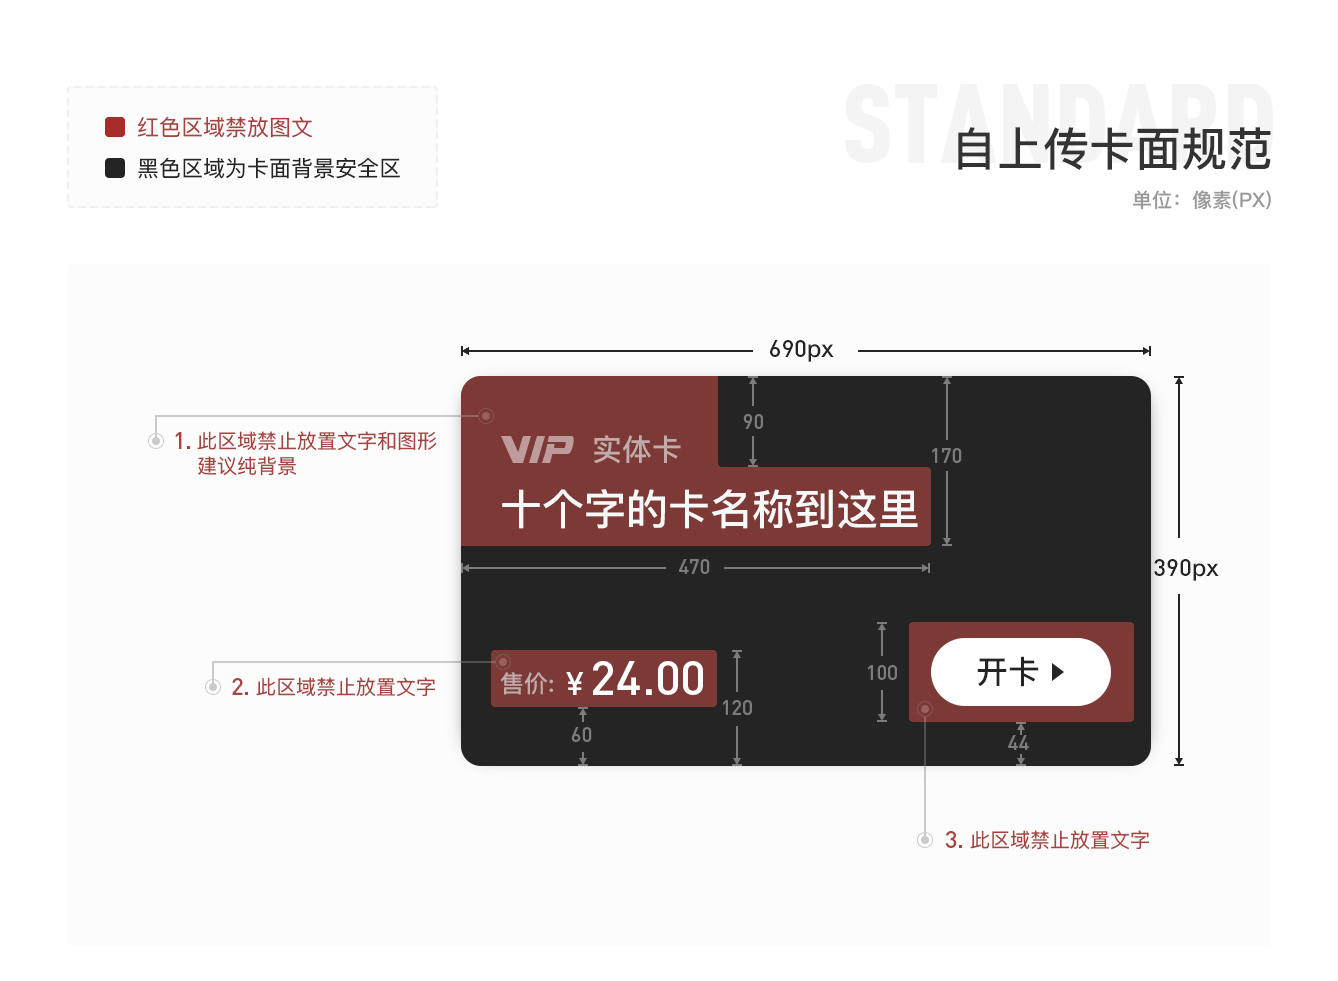 红色区域禁放图文
黑色区域为卡面背景安全区
STANDARD
自上传卡面规范
单位：像素(PX)
690px
90
170
1. 此区域禁止放置文字和图形
建议纯背景
VIP 实体卡
十个字的卡名称到这里
470
390px
2. 此区域禁止放置文字
售价: ¥ 24.00
120
60
100
开卡
44
3. 此区域禁止放置文字